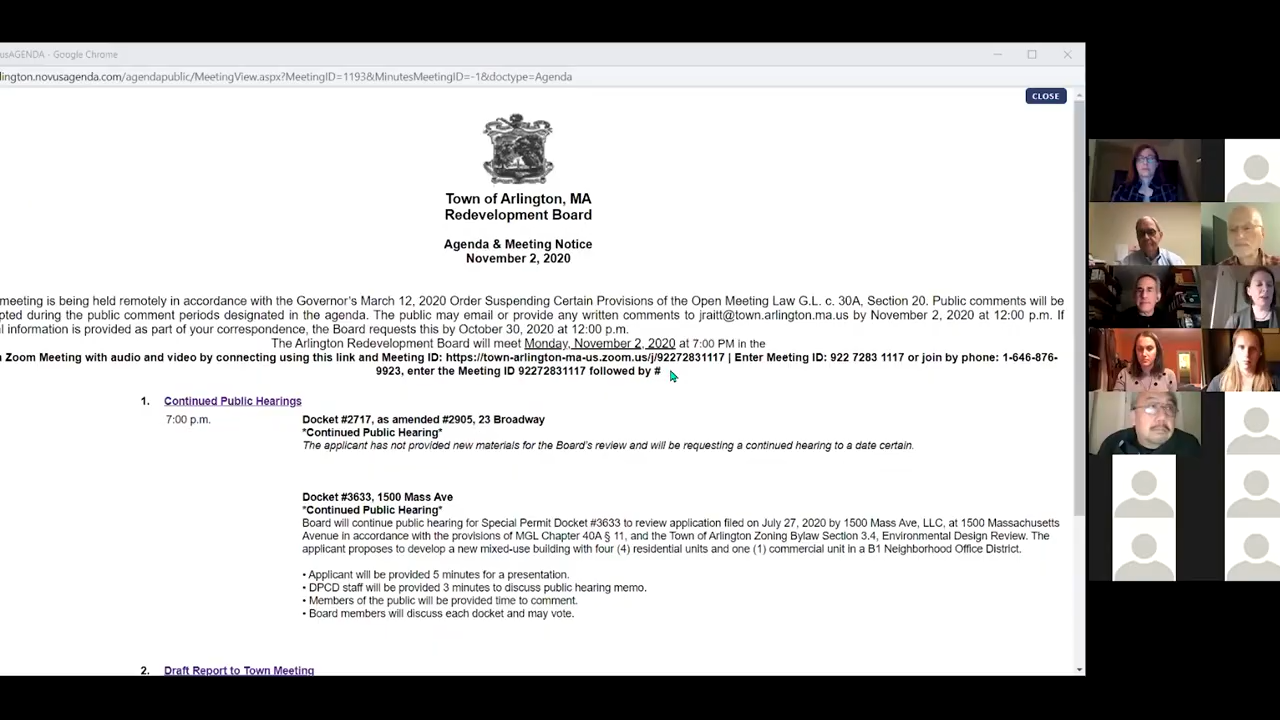 usAGENDA - Google Chrome
lington.novusagenda.com/agendapublic/MeetingView.aspx?MeetingID=1193&MinutesMeetingID=-1&doctype=Agenda
CLOSE
Town of Arlington, MA
Redevelopment Board
Agenda & Meeting Notice
November 2, 2020
meeting is being held remotely in accordance with the Governor's March 12, 2020 Order Suspending Certain Provisions of the Open Meeting Law G.L. c. 30A, Section 20. Public comments will be
pted during the public comment periods designated in the agenda. The public may email or provide any written comments to jraitt@town.arlington.ma.us by November 2, 2020 at 12:00 p.m. If
l information is provided as part of your correspondence, the Board requests this by October 30, 2020 at 12:00 p.m.
The Arlington Redevelopment Board will meet Monday, November 2, 2020 at 7:00 PM in the
Zoom Meeting with audio and video by connecting using this link and Meeting ID: https://town-arlington-ma-us.zoom.us/j/92272831117 | Enter Meeting ID: 922 7283 1117 or join by phone: 1-646-876-
9923, enter the Meeting ID 92272831117 followed by #
1. Continued Public Hearings
7:00 p.m. Docket #2717, as amended #2905, 23 Broadway
*Continued Public Hearing*
The applicant has not provided new materials for the Board's review and will be requesting a continued hearing to a date certain.
Docket #3633, 1500 Mass Ave
*Continued Public Hearing*
Board will continue public hearing for Special Permit Docket #3633 to review application filed on July 27, 2020 by 1500 Mass Ave, LLC, at 1500 Massachusetts
Avenue in accordance with the provisions of MGL Chapter 40A § 11, and the Town of Arlington Zoning Bylaw Section 3.4, Environmental Design Review. The
applicant proposes to develop a new mixed-use building with four (4) residential units and one (1) commercial unit in a B1 Neighborhood Office District.
• Applicant will be provided 5 minutes for a presentation.
• DPCD staff will be provided 3 minutes to discuss public hearing memo.
• Members of the public will be provided time to comment.
• Board members will discuss each docket and may vote.
2. Draft Report to Town Meeting